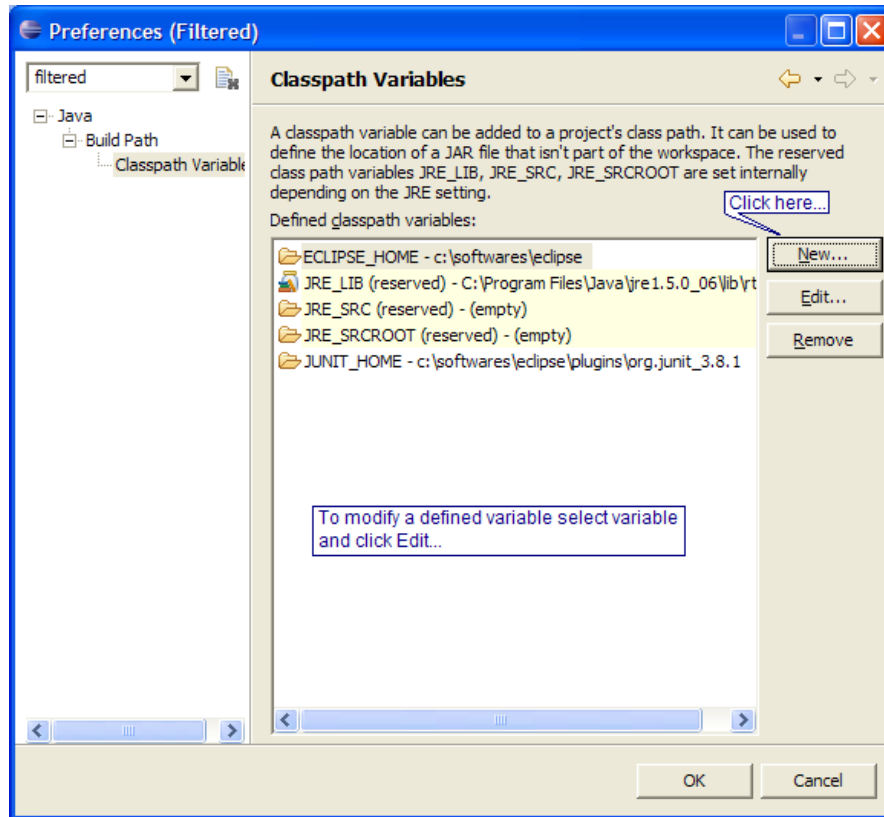 Preferences (Filtered)
filtered
Classpath Variables
Java
Build Path
Classpath Variable
A classpath variable can be added to a project's class path. It can be used to
define the location of a JAR file that isn't part of the workspace. The reserved
class path variables JRE_LIB, JRE_SRC, JRE_SRCROOT are set internally
depending on the JRE setting.
Click here...
Defined classpath variables:
ECLIPSE_HOME - c:\softwares\eclipse
JRE_LIB (reserved) - C:\Program Files\Java\jre1.5.0_06\lib\rt
JRE_SRC (reserved) - (empty)
JRE_SRCROOT (reserved) - (empty)
JUNIT_HOME - c:\softwares\eclipse\plugins\org.junit_3.8.1
New...
Edit...
Remove
To modify a defined variable select variable
and click Edit...
OK
Cancel